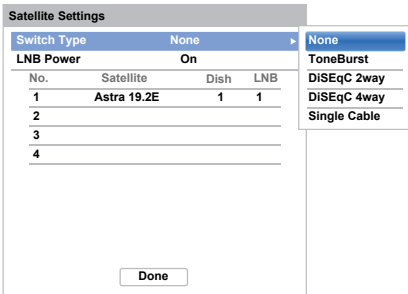 Satellite Settings
Switch Type None
LNB Power On
No. Satellite Dish LNB
1 Astra 19.2E 1 1
2
3
4
Done
None
ToneBurst
DiSEqC 2way
DiSEqC 4way
Single Cable